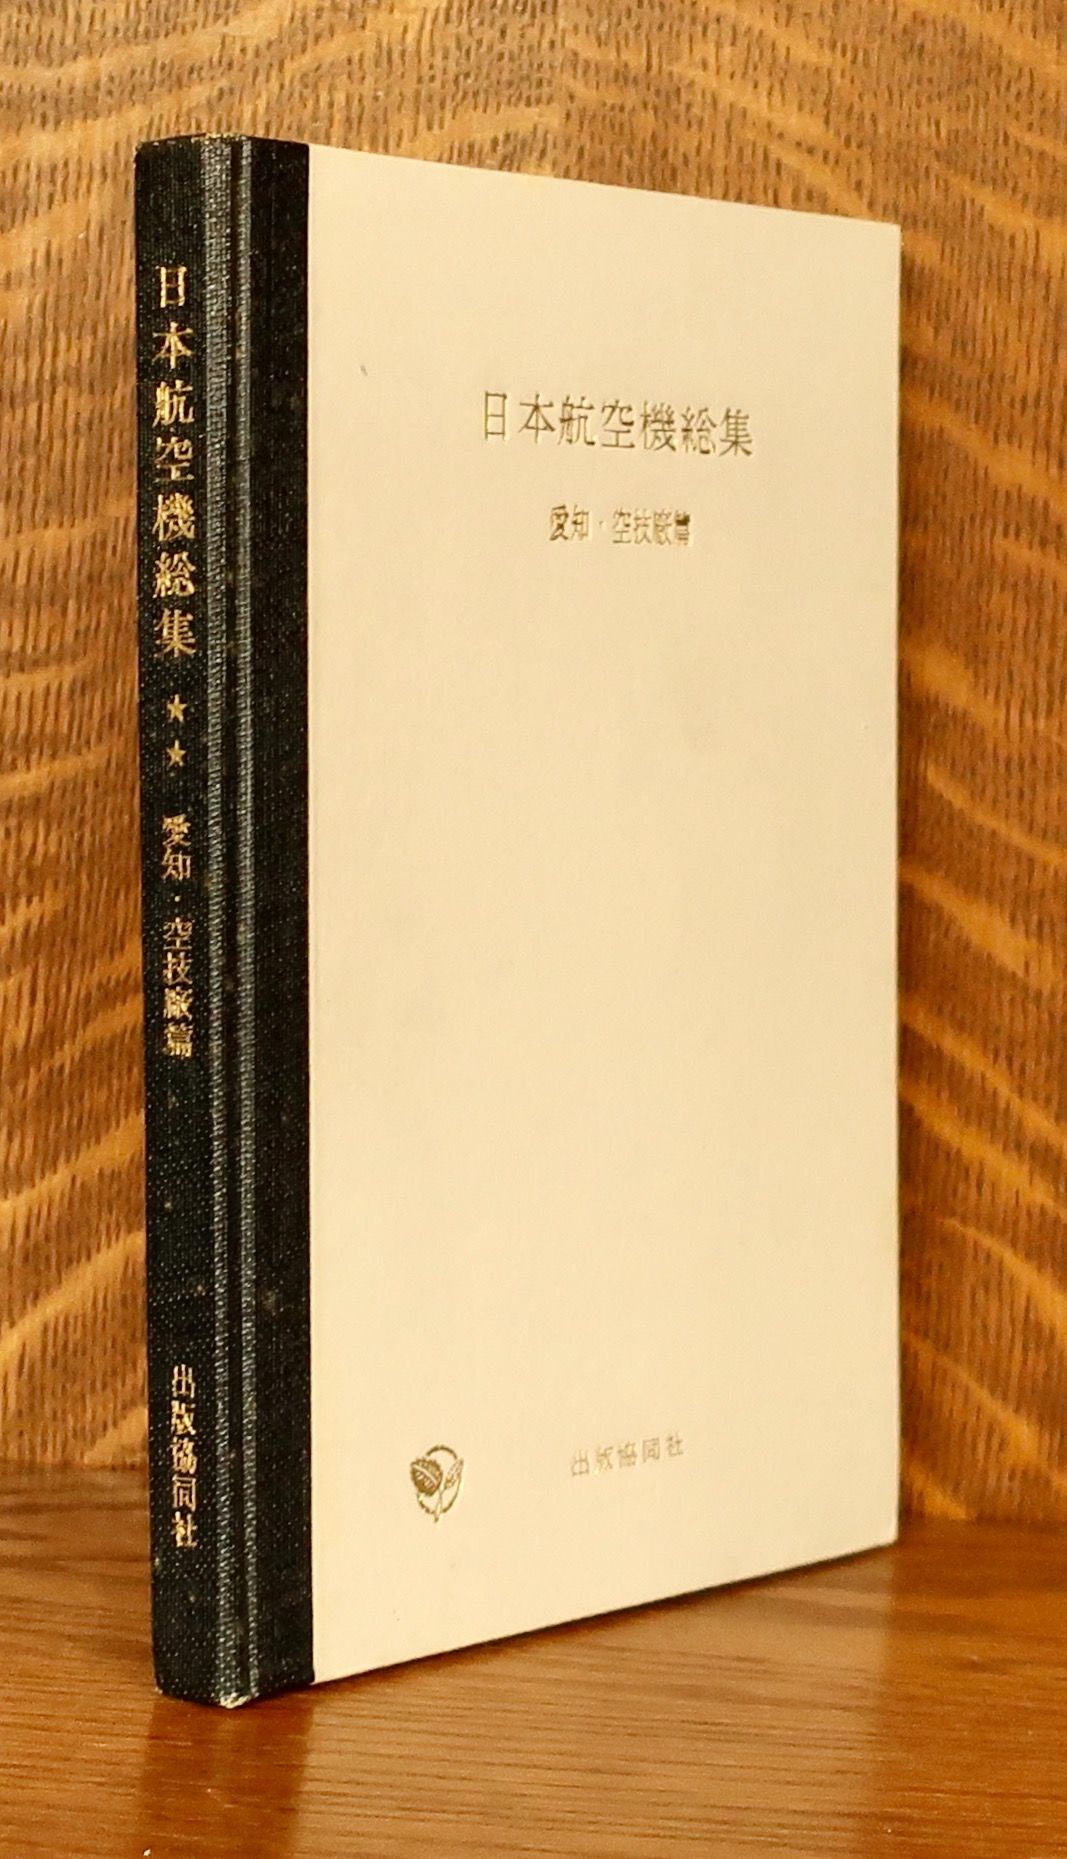 日本航空機総集 ★★ 愛知・空技廠篇
出版協同社
日本航空機総集
愛知・空技廠篇
出版協同社